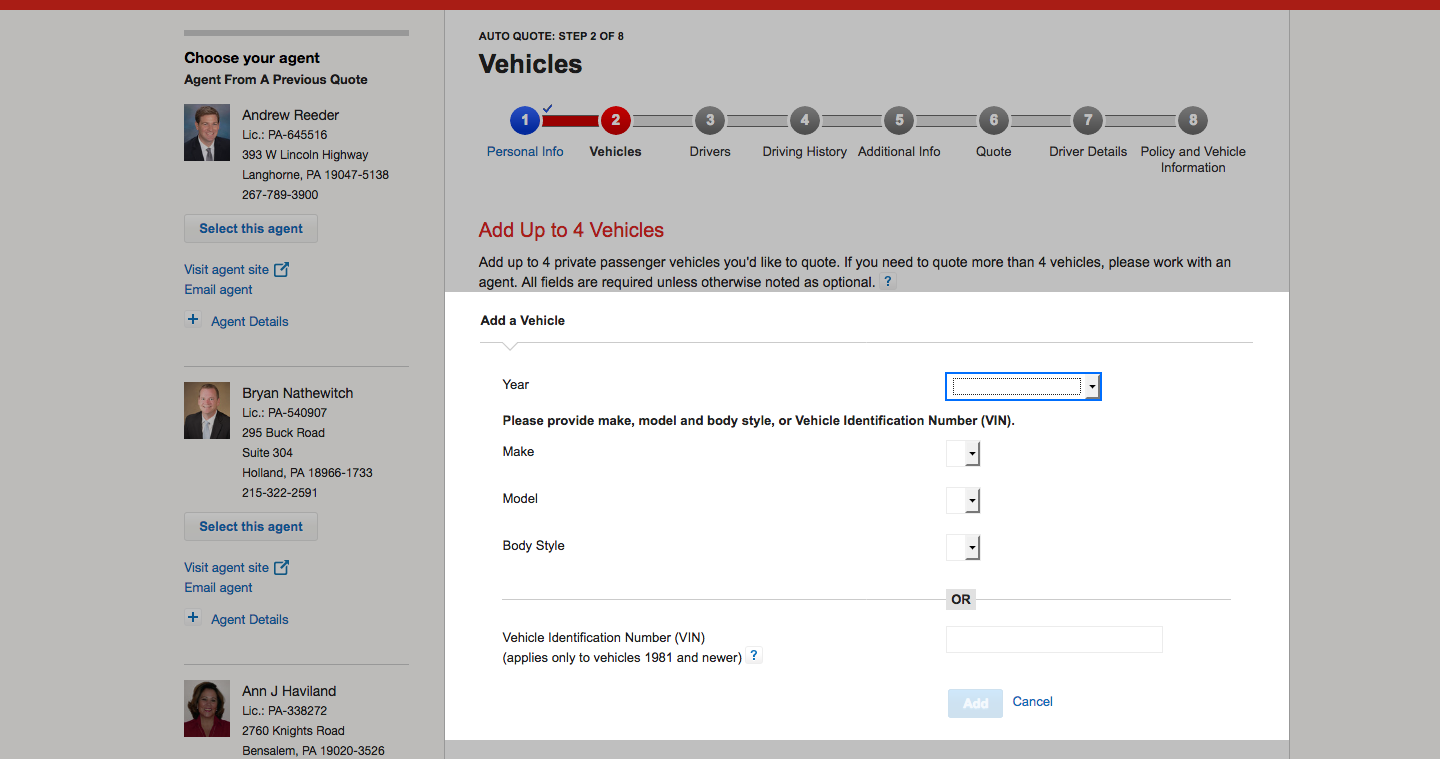 Choose your agent
Agent From A Previous Quote
Andrew Reeder
Lic.: PA-645516
393 W Lincoln Highway
Langhorne, PA 19047-5138
267-789-3900
Select this agent
Visit agent site
Email agent
+ Agent Details
Bryan Nathewitch
Lic.: PA-540907
295 Buck Road
Suite 304
Holland, PA 18966-1733
215-322-2591
Select this agent
Visit agent site
Email agent
+ Agent Details
Ann J Haviland
Lic.: PA-338272
2760 Knights Road
Bensalem, PA 19020-3526
AUTO QUOTE: STEP 2 OF 8
Vehicles
1 2 3 4 5 6 7 8
Personal Info Vehicles Drivers Driving History Additional Info Quote Driver Details Policy and Vehicle
Information
Add Up to 4 Vehicles
Add up to 4 private passenger vehicles you'd like to quote. If you need to quote more than 4 vehicles, please work with an
agent. All fields are required unless otherwise noted as optional. ?
Add a Vehicle
Year
Please provide make, model and body style, or Vehicle Identification Number (VIN).
Make
Model
Body Style
OR
Vehicle Identification Number (VIN)
(applies only to vehicles 1981 and newer) ?
Add Cancel